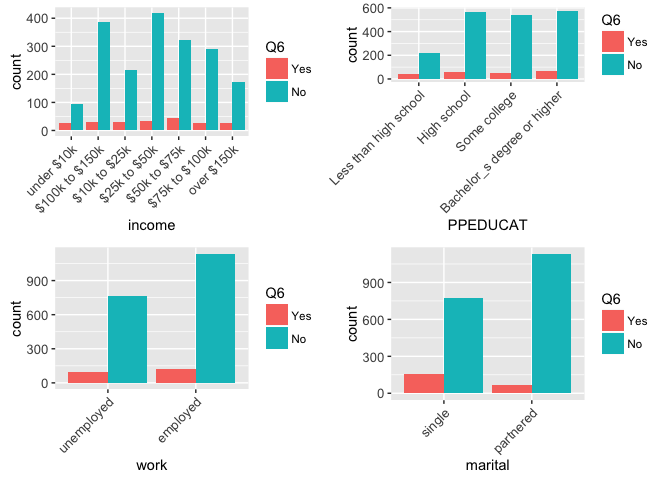 400
300
200
100
0
count
under $10k
$100k to $150k
$10k to $25k
$25k to $50k
$50k to $75k
$75k to $100k
over $150k
income
Q6
Yes
No
600
400
200
0
count
Less than high school
High school
Some college
Bachelor_s degree or higher
PPEDUCAT
Q6
Yes
No
900
600
300
0
count
unemployed
employed
work
Q6
Yes
No
900
600
300
0
count
single
parthered
marital
Q6
Yes
No